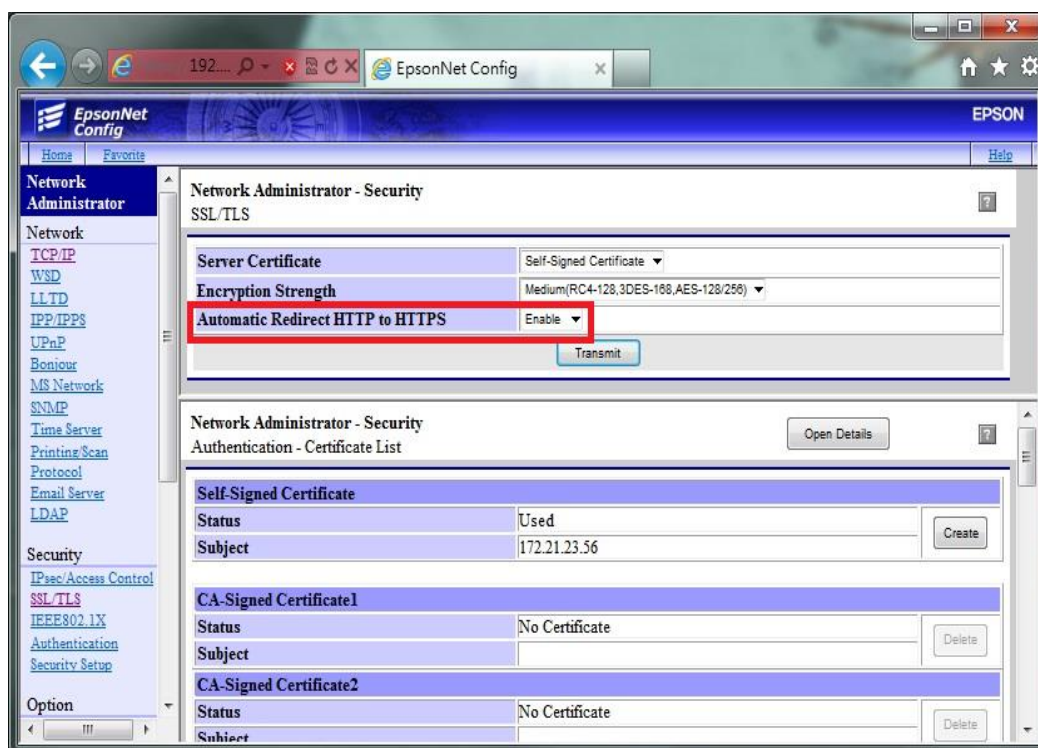 192....
EpsonNet Config
EpsonNet
Config
EPSON
Home Favorite Help
Network
Administrator
Network
TCP/IP
WSD
LLTD
IPP/IPPS
UPnP
Bonjour
MS Network
SNMP
Time Server
Printing/Scan
Protocol
Email Server
LDAP
Security
IPsec/Access Control
SSL/TLS
IEEE802.1X
Authentication
Security Setup
Option
Network Administrator - Security
SSL/TLS
?
Server Certificate Self-Signed Certificate
Encryption Strength Medium(RC4-128,3DES-168,AES-128/256)
Automatic Redirect HTTP to HTTPS Enable
Transmit
Network Administrator - Security
Authentication - Certificate List
Open Details
?
Self-Signed Certificate
Status Used
Subject 172.21.23.56
Create
CA-Signed Certificate1
Status No Certificate
Subject
Delete
CA-Signed Certificate2
Status No Certificate
Subject
Delete